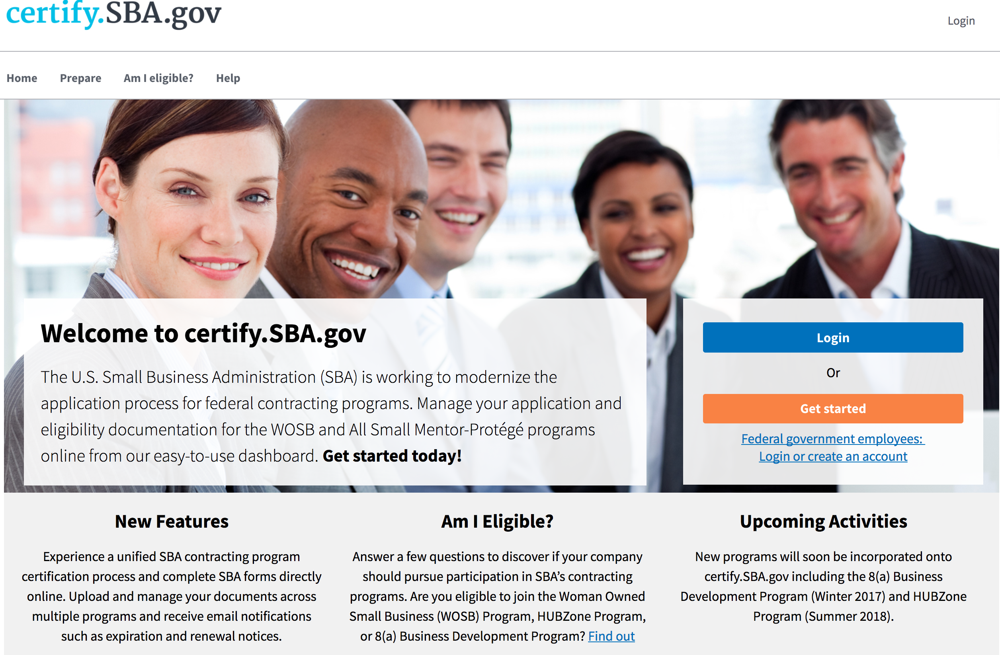 certify.SBA.gov
Login
Home Prepare Am I eligible? Help
Welcome to certify.SBA.gov
The U.S. Small Business Administration (SBA) is working to modernize the
application process for federal contracting programs. Manage your application and
eligibility documentation for the WOSB and All Small Mentor-Protégé programs
online from our easy-to-use dashboard. Get started today!
Login
Or
Get started
Federal government employees:
Login or create an account
New Features
Experience a unified SBA contracting program
certification process and complete SBA forms directly
online. Upload and manage your documents across
multiple programs and receive email notifications
such as expiration and renewal notices.
Am I Eligible?
Answer a few questions to discover if your company
should pursue participation in SBA’s contracting
programs. Are you eligible to join the Woman Owned
Small Business (WOSB) Program, HUBZone Program,
or 8(a) Business Development Program? Find out
Upcoming Activities
New programs will soon be incorporated onto
certify.SBA.gov including the 8(a) Business
Development Program (Winter 2017) and HUBZone
Program (Summer 2018).